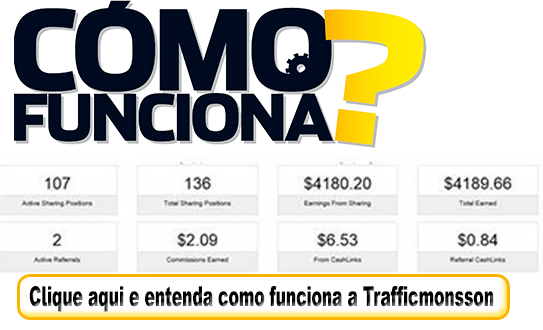 CÓMO
FUNCIONA?
107 136 $4180.20 $4189.66
Active Sharing Positions Total Sharing Positions Earnings From Sharing Total Earned
2 $2.09 $6.53 $0.84
Active Referrals Commissions Earned From CashLinks Referral CashLinks
Clique aqui e entenda como funciona a Trafficmonsson